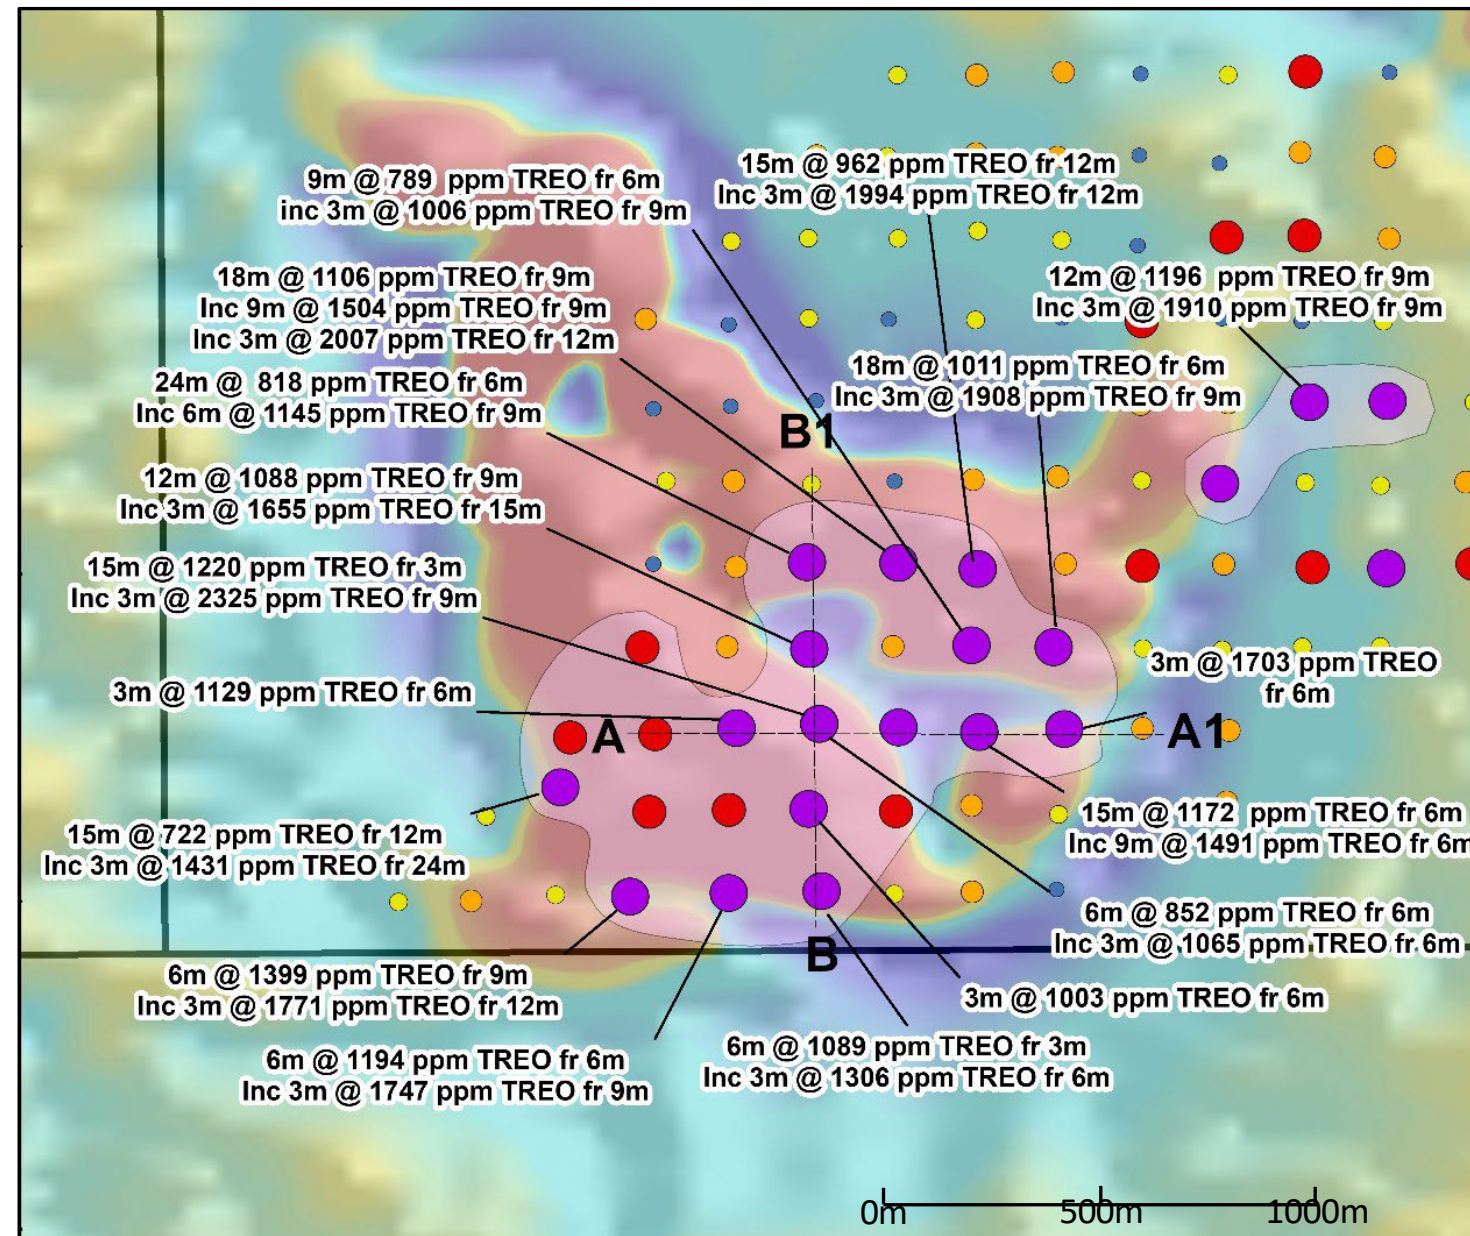 15m @ 962 ppm TREO fr 12m
Inc 3m @ 1994 ppm TREO fr 12m
9m @ 789 ppm TREO fr 6m
inc 3m @ 1006 ppm TREO fr 9m
18m @ 1106 ppm TREO fr 9m
Inc 9m @ 1504 ppm TREO fr 9m
Inc 3m @ 2007 ppm TREO fr 12m
12m @ 1196 ppm TREO fr 9m
Inc 3m @ 1910 ppm TREO fr 9m
24m @ 818 ppm TREO fr 6m
Inc 6m @ 1145 ppm TREO fr 9m
18m @ 1011 ppm TREO fr 6m
Inc 3m @ 1908 ppm TREO fr 9m
B1
12m @ 1088 ppm TREO fr 9m
Inc 3m @ 1655 ppm TREO fr 15m
15m @ 1220 ppm TREO fr 3m
Inc 3m @ 2325 ppm TREO fr 9m
3m @ 1129 ppm TREO fr 6m
3m @ 1703 ppm TREO
fr 6m
A
A1
15m @ 722 ppm TREO fr 12m
Inc 3m @ 1431 ppm TREO fr 24m
15m @ 1172 ppm TREO fr 6m
Inc 9m @ 1491 ppm TREO fr 6m
6m @ 852 ppm TREO fr 6m
Inc 3m @ 1065 ppm TREO fr 6m
B
6m @ 1399 ppm TREO fr 9m
Inc 3m @ 1771 ppm TREO fr 12m
3m @ 1003 ppm TREO fr 6m
6m @ 1194 ppm TREO fr 6m
Inc 3m @ 1747 ppm TREO fr 9m
6m @ 1089 ppm TREO fr 3m
Inc 3m @ 1306 ppm TREO fr 6m
0m 500m 1000m